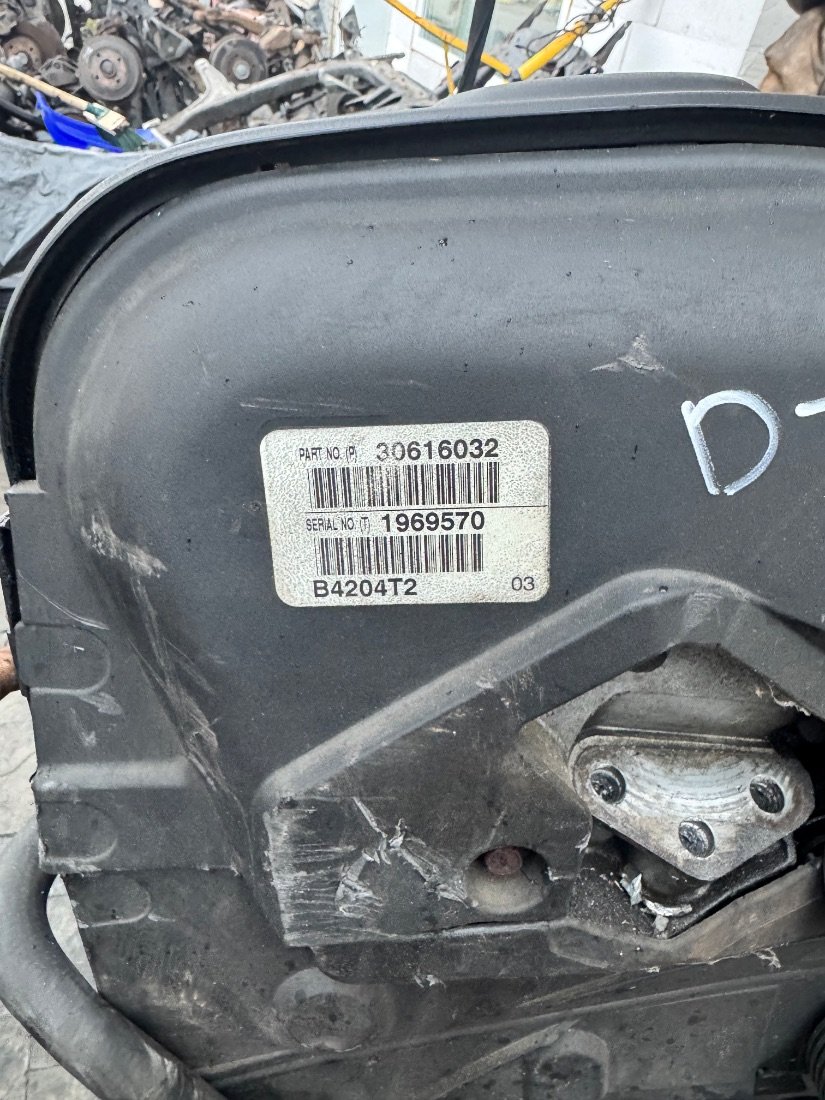 PART NO. (P) 30616032
SERIAL NO. (T) 1969570
B4204T2 03
D-